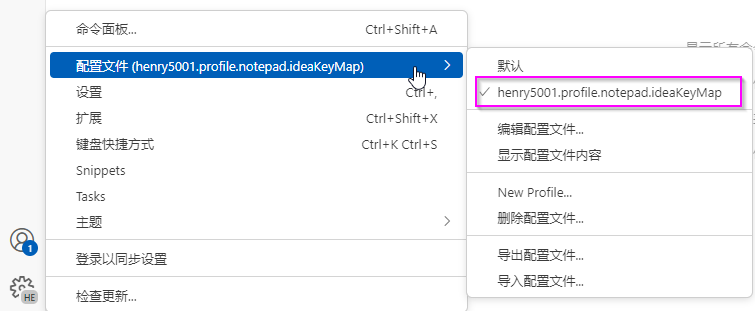 命令面板... Ctrl+Shift+A
配置文件 (henry5001.profile.notepad.ideaKeyMap)
设置 Ctrl+,
扩展 Ctrl+Shift+X
键盘快捷方式 Ctrl+K Ctrl+S
Snippets
Tasks
主题
登录以同步设置
检查更新...
默认
henry5001.profile.notepad.ideaKeyMap
编辑配置文件...
显示配置文件内容
New Profile...
删除配置文件...
导出配置文件...
导入配置文件...
1
HE